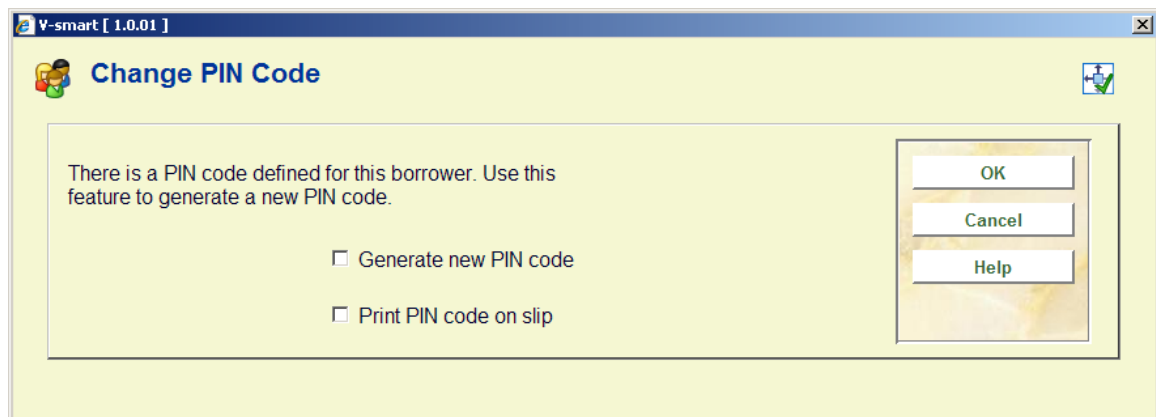 V-smart [ 1.0.01 ]
Change PIN Code
There is a PIN code defined for this borrower. Use this
feature to generate a new PIN code.
Generate new PIN code
Print PIN code on slip
OK
Cancel
Help